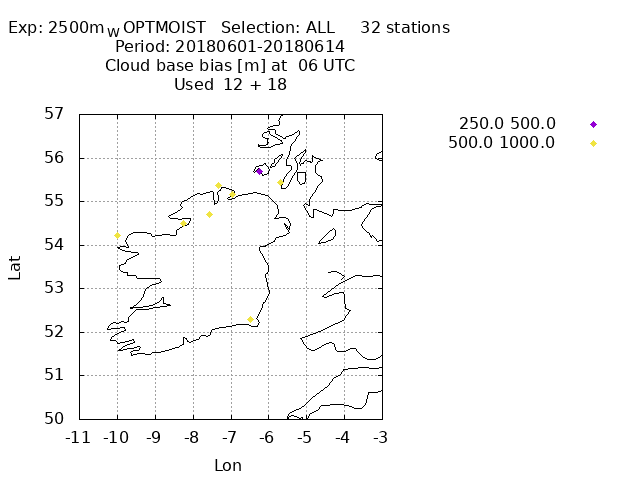 Exp: 2500m_W OPTMOIST Selection: ALL 32 stations
Period: 20180601-20180614
Cloud base bias [m] at 06 UTC
Used 12 + 18
250.0 500.0
500.0 1000.0
57
56
55
54
53
52
51
50
Lat
-11 -10 -9 -8 -7 -6 -5 -4 -3
Lon